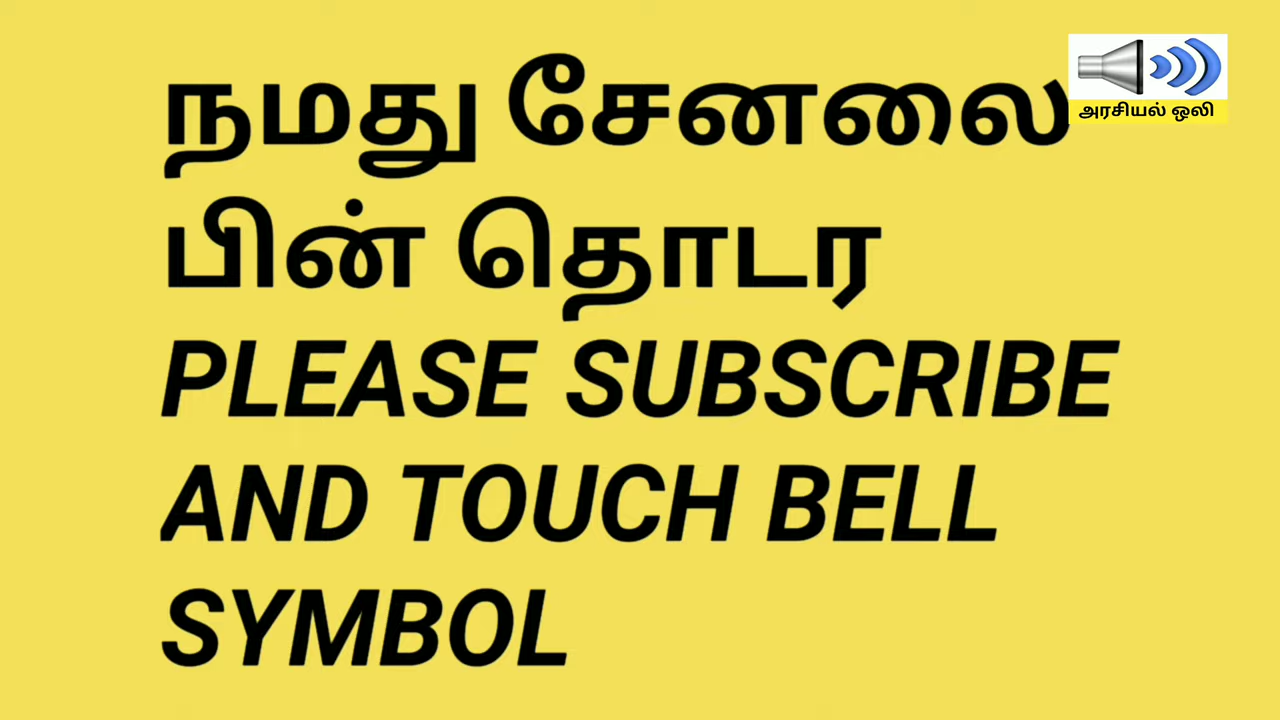 நமது சேனலை
அரசியல் ஒலி
பின் தொடர
PLEASE SUBSCRIBE
AND TOUCH BELL
SYMBOL